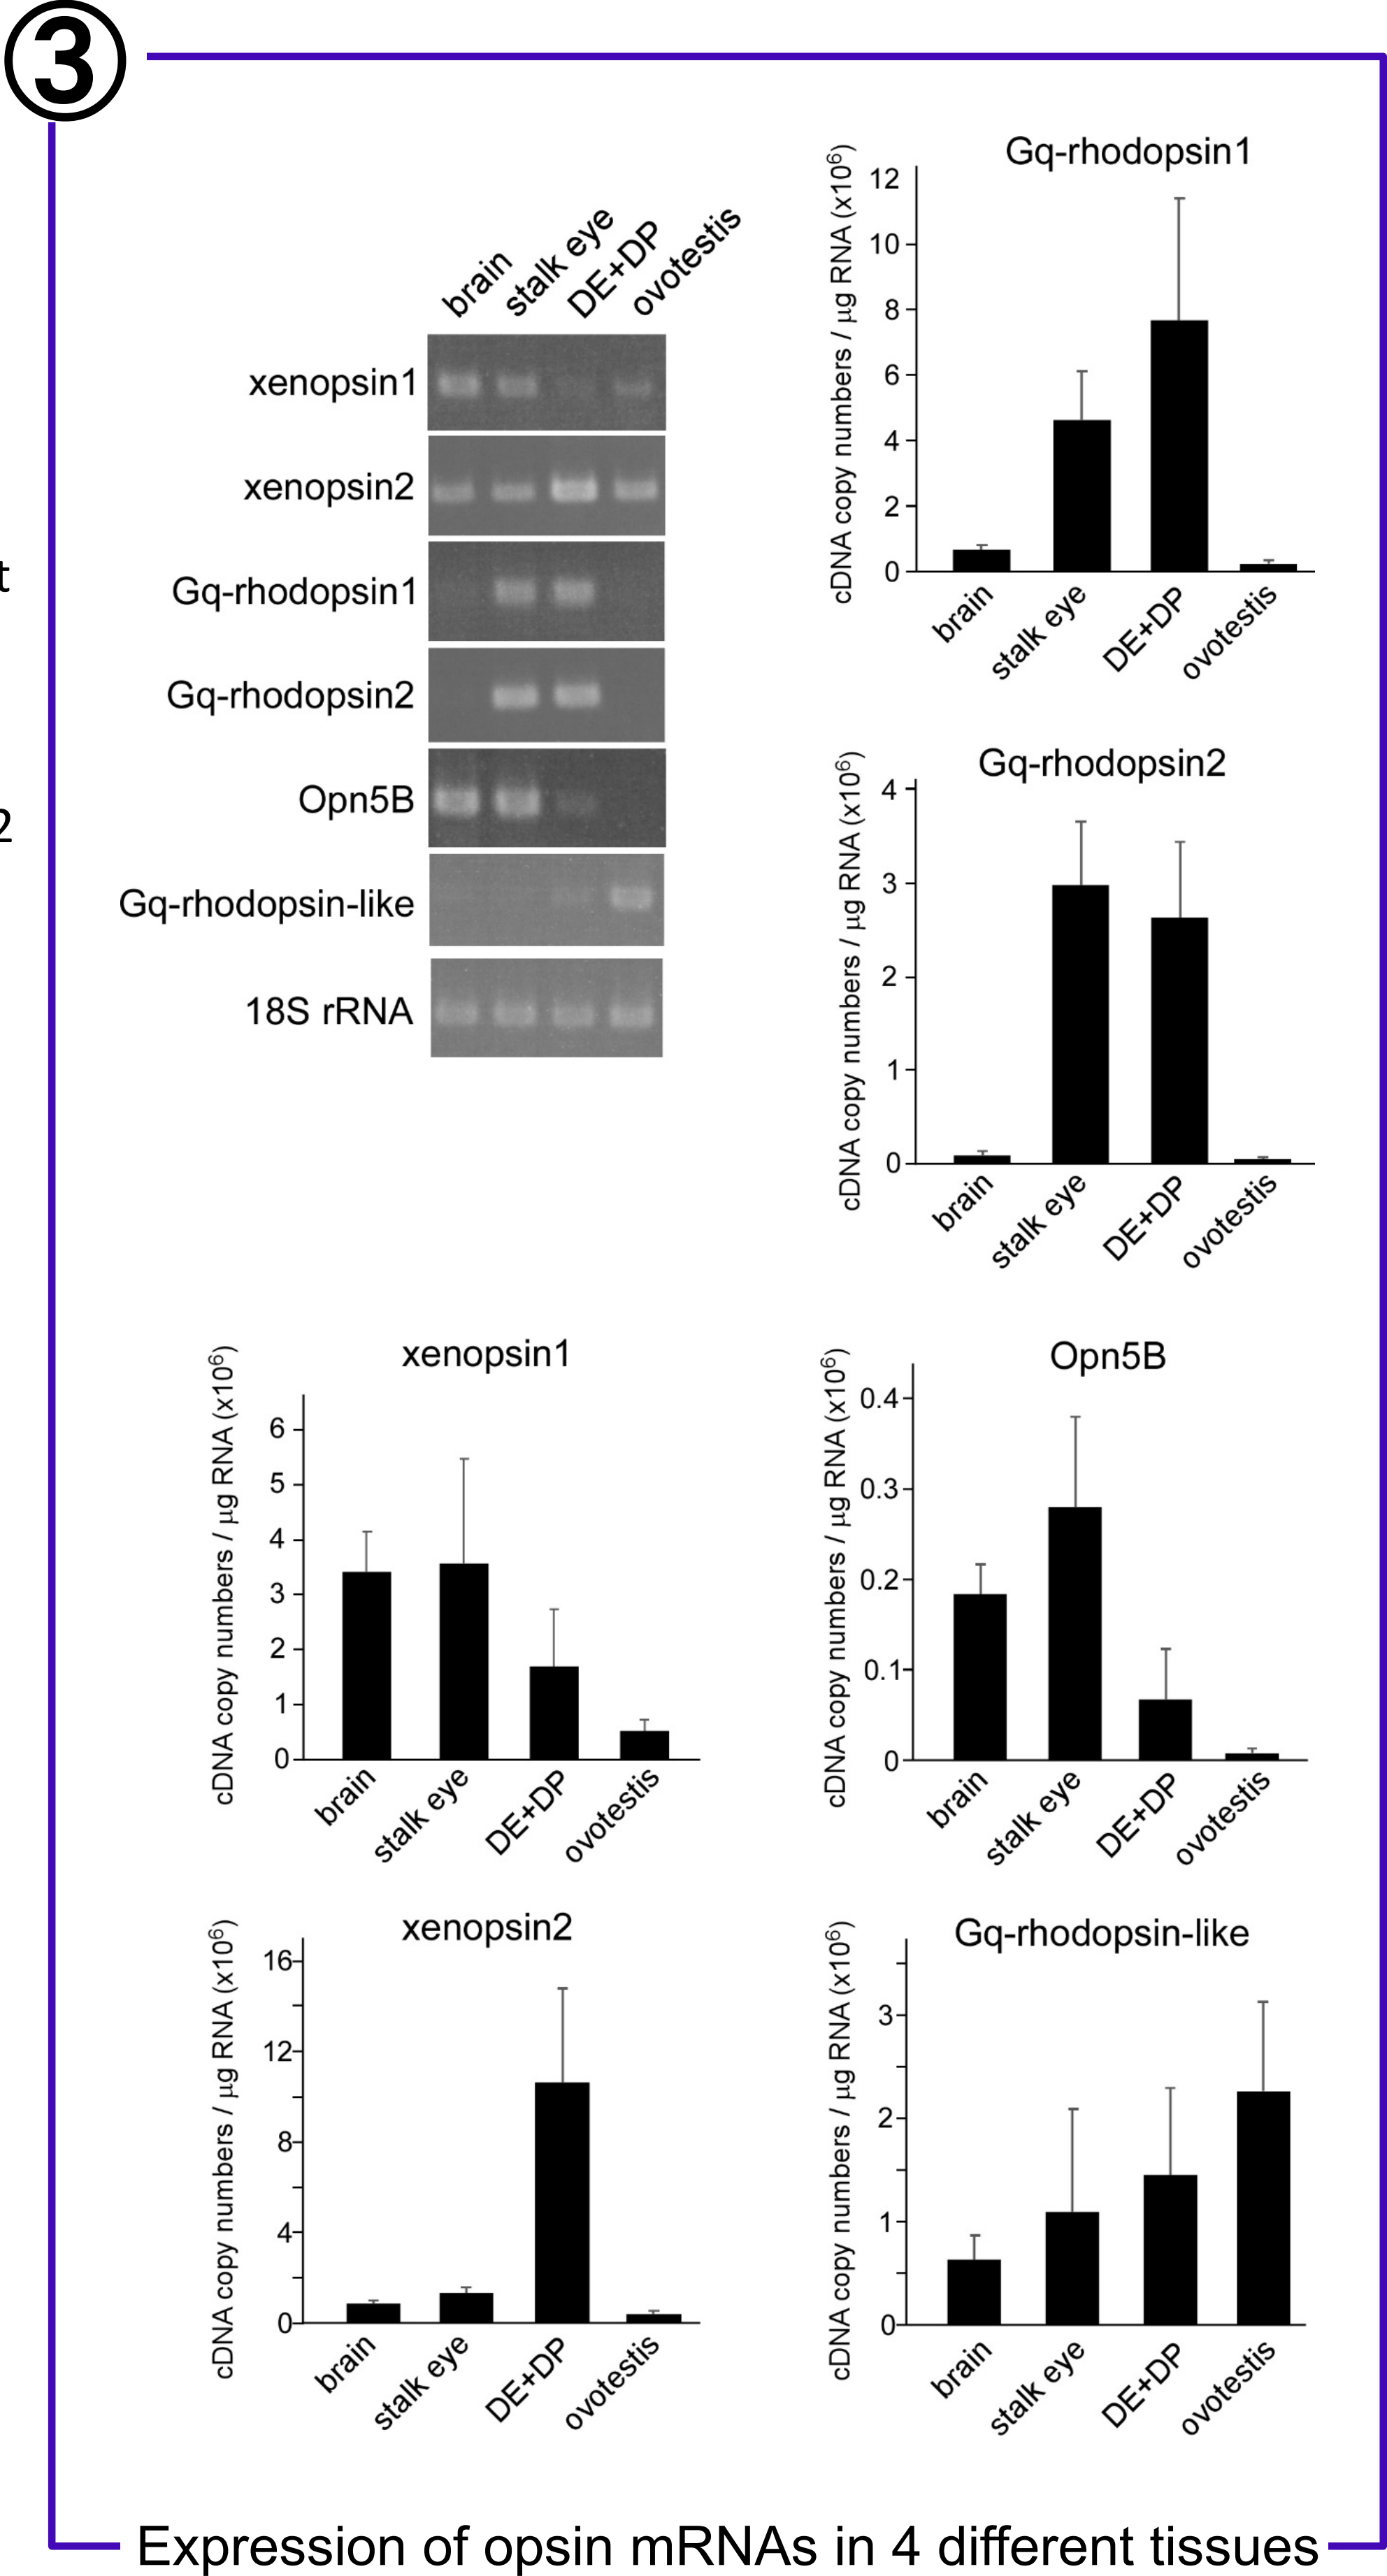 3
brain
stalk eye
DE+DP
ovotestis
xenopsin1
xenopsin2
Gq-rhodopsin1
Gq-rhodopsin2
Opn5B
Gq-rhodopsin-like
18S rRNA
t
2
Gq-rhodopsin1
cDNA copy numbers / μg RNA (x10⁶)
12
10
8
6
4
2
0
brain
stalk eye
DE+DP
ovotestis
Gq-rhodopsin2
cDNA copy numbers / μg RNA (x10⁶)
4
3
2
1
0
brain
stalk eye
DE+DP
ovotestis
xenopsin1
cDNA copy numbers / μg RNA (x10⁶)
6
5
4
3
2
1
0
brain
stalk eye
DE+DP
ovotestis
Opn5B
cDNA copy numbers / μg RNA (x10⁶)
0.4
0.3
0.2
0.1
0
brain
stalk eye
DE+DP
ovotestis
xenopsin2
cDNA copy numbers / μg RNA (x10⁶)
16
12
8
4
0
brain
stalk eye
DE+DP
ovotestis
Gq-rhodopsin-like
cDNA copy numbers / μg RNA (x10⁶)
3
2
1
0
brain
stalk eye
DE+DP
ovotestis
Expression of opsin mRNAs in 4 different tissues